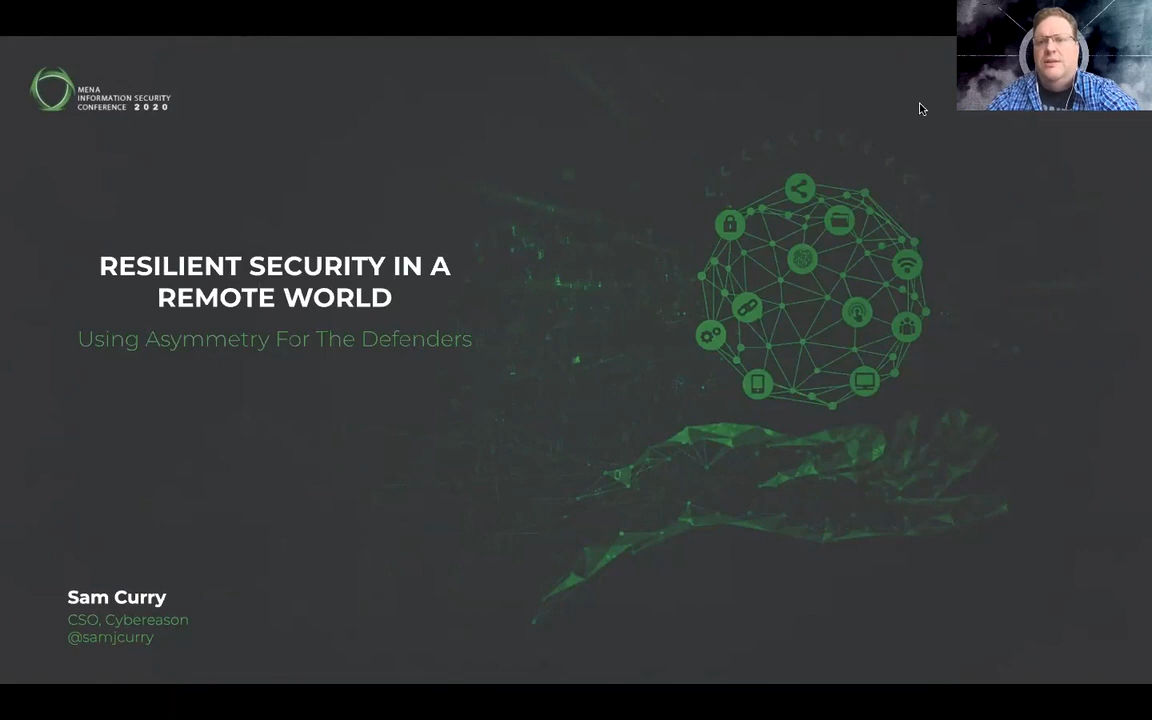 MENA
INFORMATION SECURITY
CONFERENCE 2020
RESILIENT SECURITY IN A
REMOTE WORLD
Using Asymmetry For The Defenders
Sam Curry
CSO, Cybereason
@samjcurry